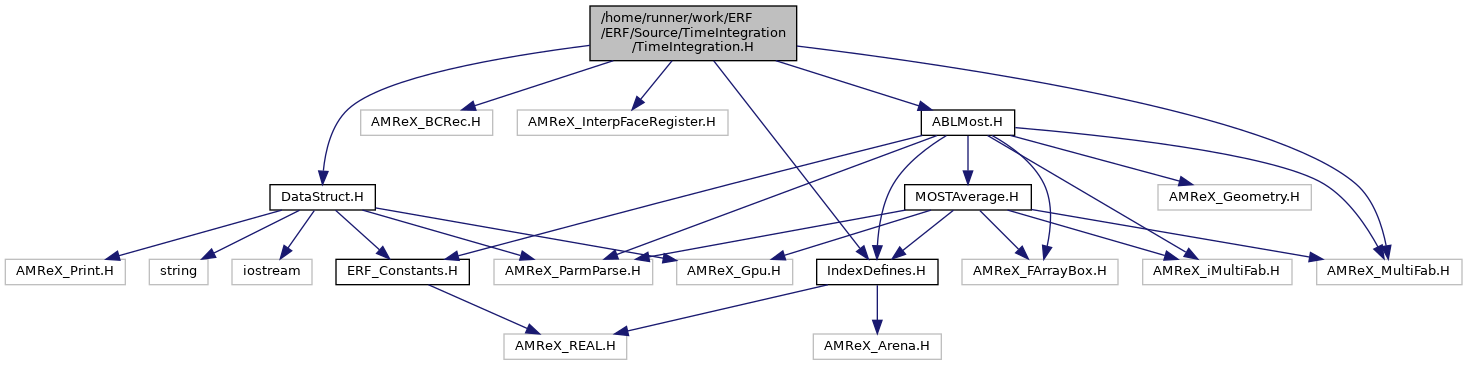 /home/runner/work/ERF
/ERF/Source/TimeIntegration
/TimeIntegration.H
AMReX_BCRec.H
AMReX_InterpFaceRegister.H
ABLMost.H
DataStruct.H
MOSTAverage.H
AMReX_Geometry.H
AMReX_Print.H
string
iostream
ERF_Constants.H
AMReX_ParmParse.H
AMReX_Gpu.H
IndexDefines.H
AMReX_FArrayBox.H
AMReX_iMultiFab.H
AMReX_MultiFab.H
AMReX_REAL.H
AMReX_Arena.H